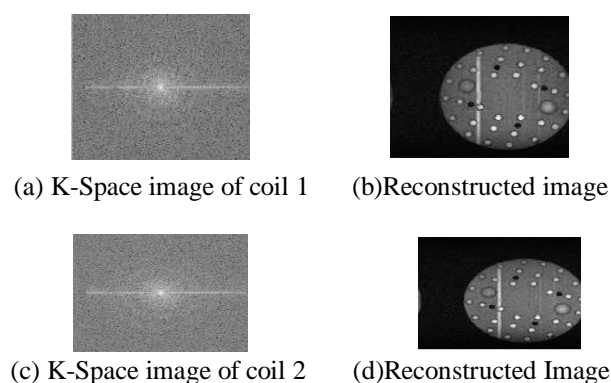 (a) K-Space image of coil 1
(b)Reconstructed image
(c) K-Space image of coil 2
(d)Reconstructed Image